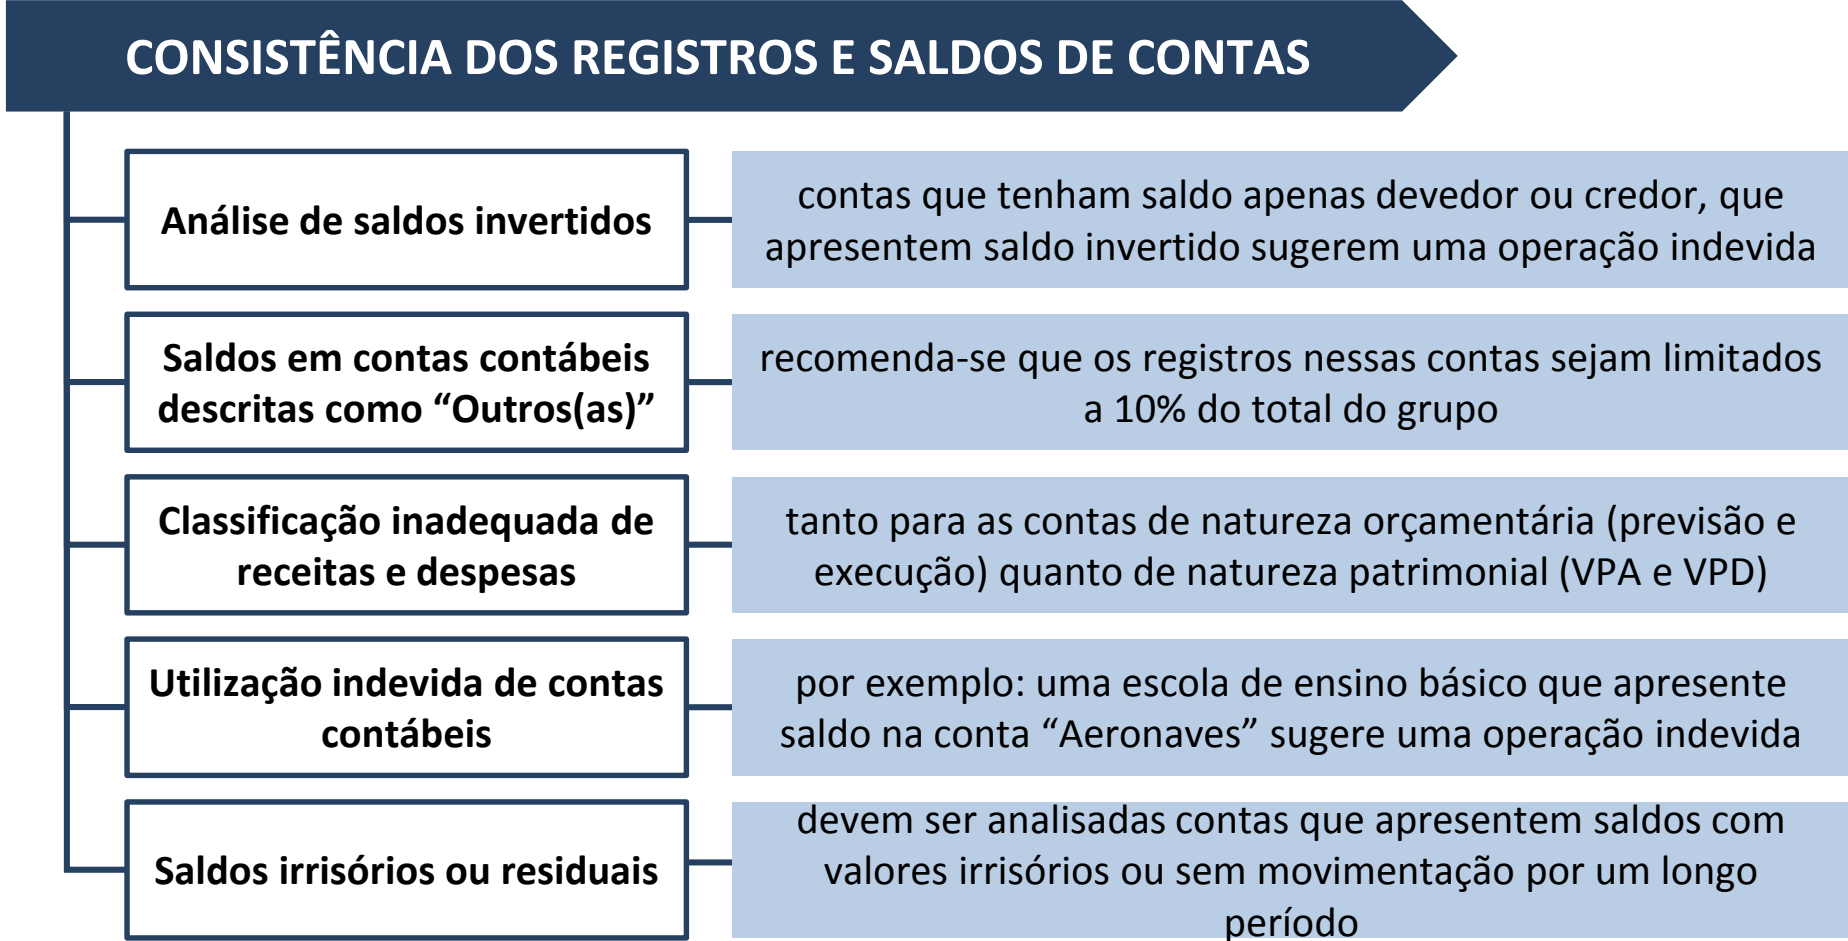 CONSISTÊNCIA DOS REGISTROS E SALDOS DE CONTAS
Análise de saldos invertidos
contas que tenham saldo apenas devedor ou credor, que
apresentem saldo invertido sugerem uma operação indevida
Saldos em contas contábeis
descritas como “Outros(as)”
recomenda-se que os registros nessas contas sejam limitados
a 10% do total do grupo
Classificação inadequada de
receitas e despesas
tanto para as contas de natureza orçamentária (previsão e
execução) quanto de natureza patrimonial (VPA e VPD)
Utilização indevida de contas
contábeis
por exemplo: uma escola de ensino básico que apresente
saldo na conta “Aeronaves” sugere uma operação indevida
Saldos irrisórios ou residuais
devem ser analisadas contas que apresentem saldos com
valores irrisórios ou sem movimentação por um longo
período